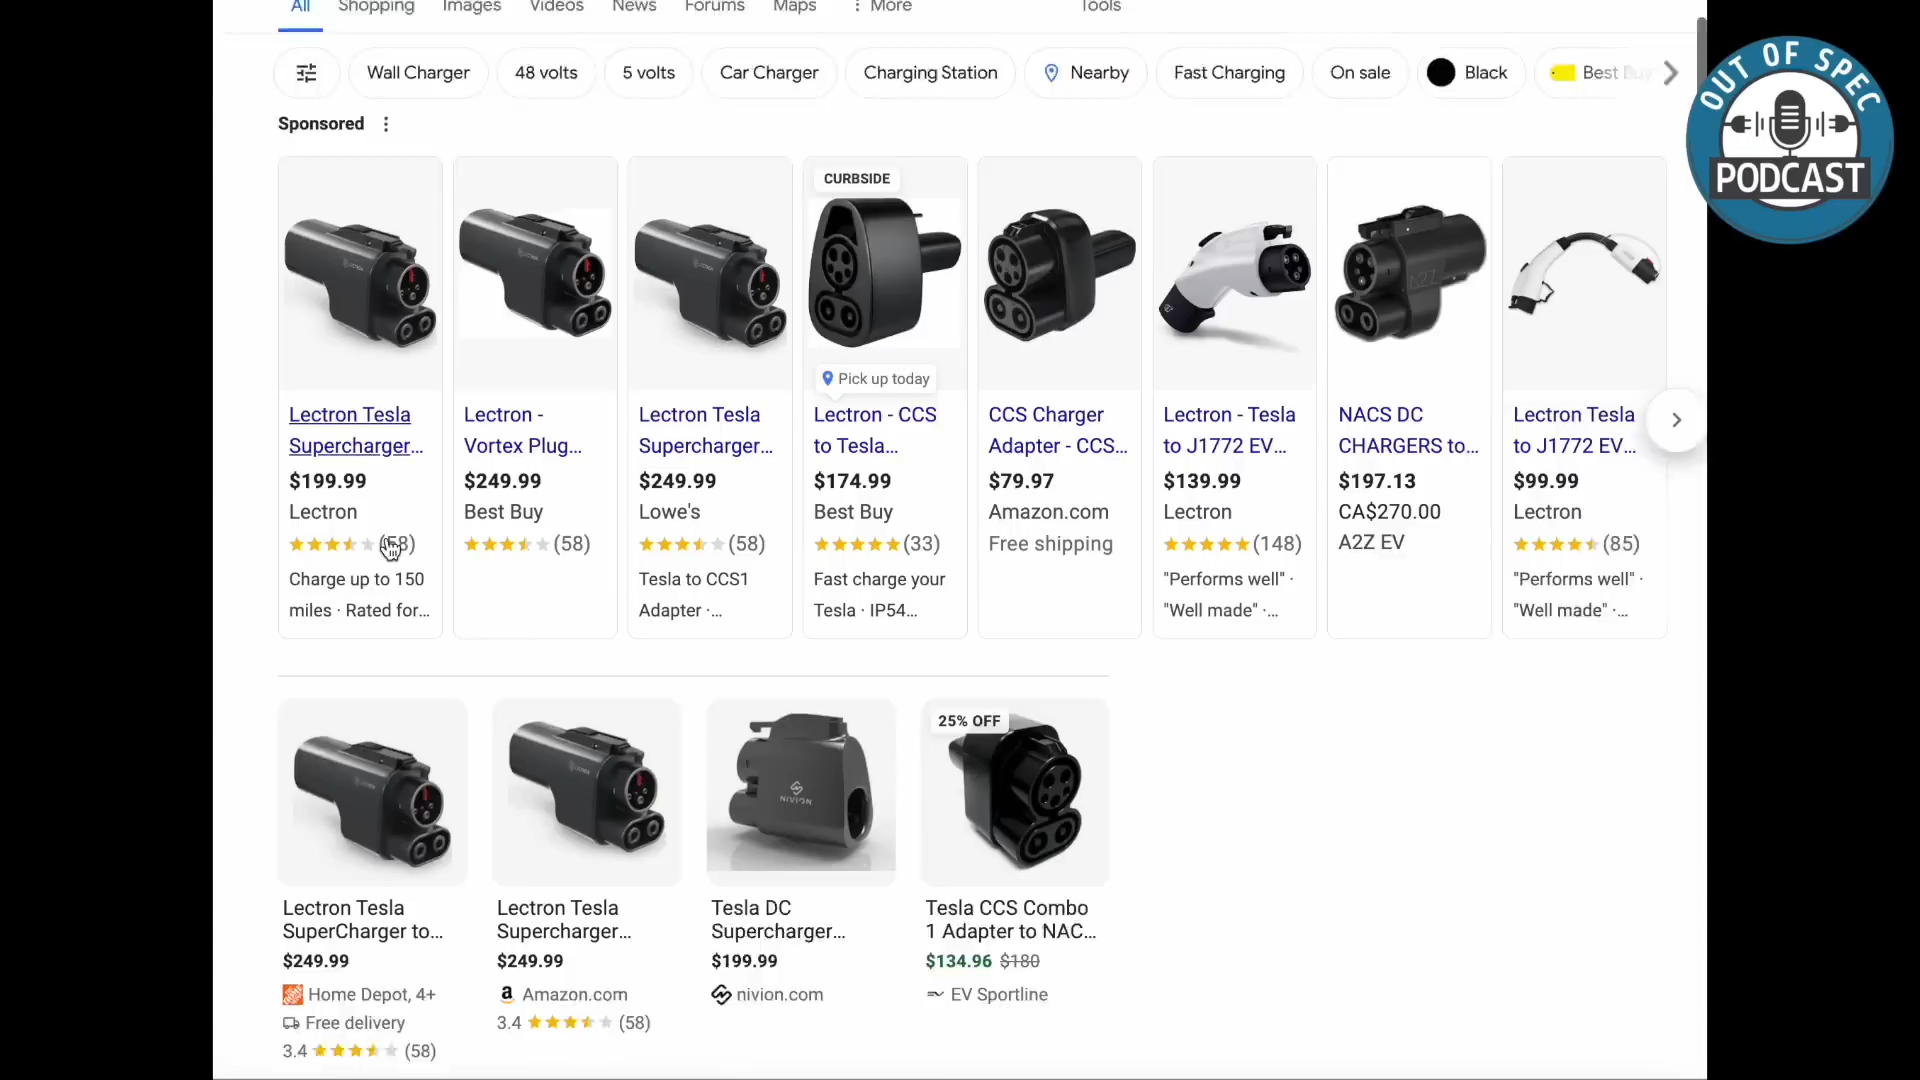 All Shopping Images Videos News Forums Maps More Tools
Wall Charger 48 volts 5 volts Car Charger Charging Station Nearby Fast Charging On sale Black Best Buy
OUT OF SPEC
PODCAST
Sponsored
CURBSIDE
Pick up today
Lectron Tesla
Supercharger...
$199.99
Lectron
(58)
Charge up to 150
miles · Rated for...
Lectron -
Vortex Plug...
$249.99
Best Buy
(58)
Lectron Tesla
Supercharger...
$249.99
Lowe's
(58)
Tesla to CCS1
Adapter ·...
Lectron - CCS
to Tesla...
$174.99
Best Buy
(33)
Fast charge your
Tesla · IP54...
CCS Charger
Adapter - CCS...
$79.97
Amazon.com
Free shipping
Lectron - Tesla
to J1772 EV...
$139.99
Lectron
(148)
"Performs well" ·
"Well made" ·...
NACS DC
CHARGERS to...
$197.13
CA$270.00
A2Z EV
Lectron Tesla
to J1772 EV...
$99.99
Lectron
(85)
"Performs well" ·
"Well made" ·...
Lectron Tesla
SuperCharger to...
$249.99
Home Depot, 4+
Free delivery
3.4 (58)
Lectron Tesla
Supercharger...
$249.99
Amazon.com
3.4 (58)
NIVION
Tesla DC
Supercharger...
$199.99
nivion.com
25% OFF
Tesla CCS Combo
1 Adapter to NAC...
$134.96 $180
EV Sportline